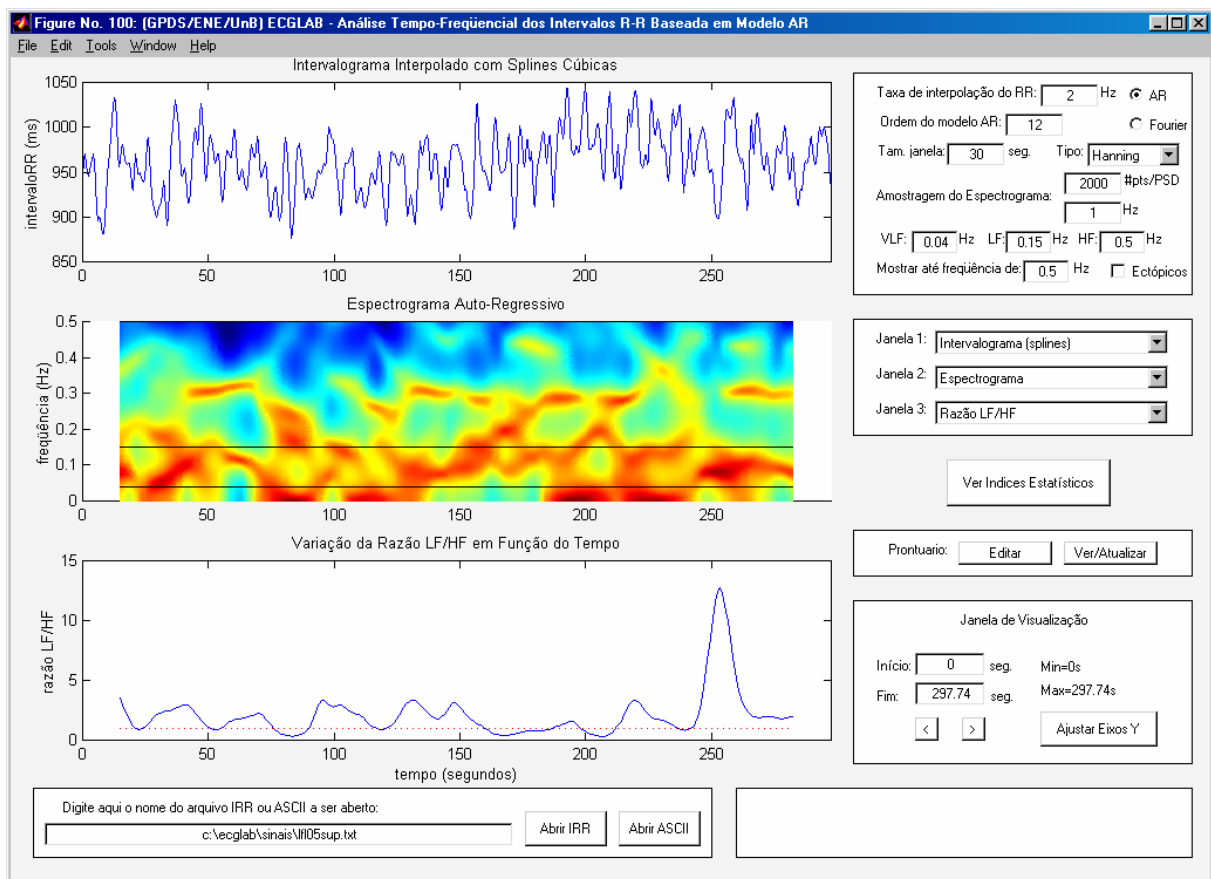 Figure No. 100: (GPDS/ENE/UnB) ECGLAB - Análise Tempo-Freqüencial dos Intervalos R-R Baseada em Modelo AR
File Edit Tools Window Help
Intervalograma Interpolado com Splines Cúbicas
1050
1000
950
900
850
intervaloRR (ms)
0 50 100 150 200 250
Espectrograma Auto-Regressivo
0.5
0.4
0.3
0.2
0.1
0
freqüência (Hz)
0 50 100 150 200 250
Variação da Razão LF/HF em Função do Tempo
15
10
5
0
razão LF/HF
0 50 100 150 200 250
tempo (segundos)
Taxa de interpolação do RR: 2 Hz AR
Ordem do modelo AR: 12 Fourier
Tam. janela: 30 seg. Tipo: Hanning
Amostragem do Espectrograma: 2000 #pts/PSD
1 Hz
VLF: 0.04 Hz LF: 0.15 Hz HF: 0.5 Hz
Mostrar até freqüência de: 0.5 Hz Ectópicos
Janela 1: Intervalograma (splines)
Janela 2: Espectrograma
Janela 3: Razão LF/HF
Ver Indices Estatísticos
Prontuario: Editar Ver/Atualizar
Janela de Visualização
Início: 0 seg. Min=0s
Fim: 297.74 seg. Max=297.74s
< > Ajustar Eixos Y
Digite aqui o nome do arquivo IRR ou ASCII a ser aberto:
Abrir IRR Abrir ASCII